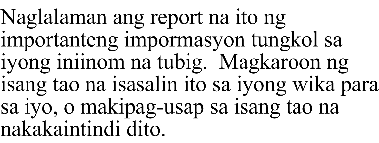 Naglalaman ang report na ito ng
importanteng impormasyon tungkol sa
iyong iniinom na tubig.  Magkaroon ng
isang tao na isasalin ito sa iyong wika para
sa iyo, o makipag-usap sa isang tao na
nakakaintindi dito.